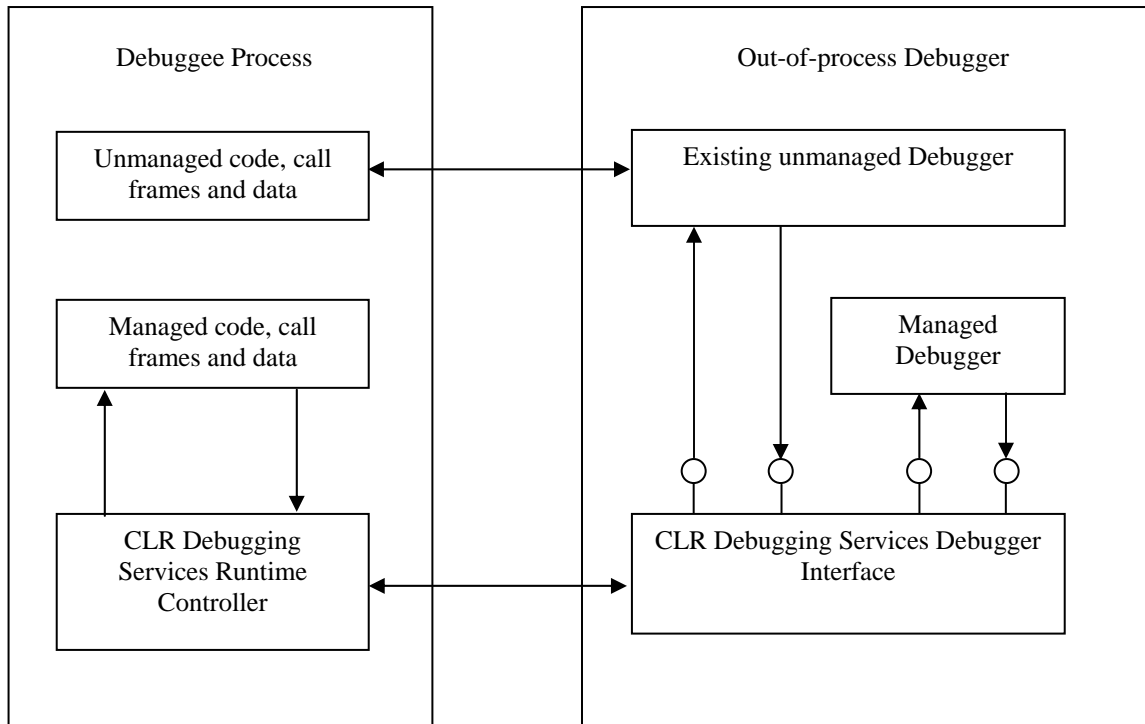 Debuggee Process
Out-of-process Debugger
Unmanaged code, call
frames and data
Existing unmanaged Debugger
Managed code, call
frames and data
Managed
Debugger
CLR Debugging
Services Runtime
Controller
CLR Debugging Services Debugger
Interface